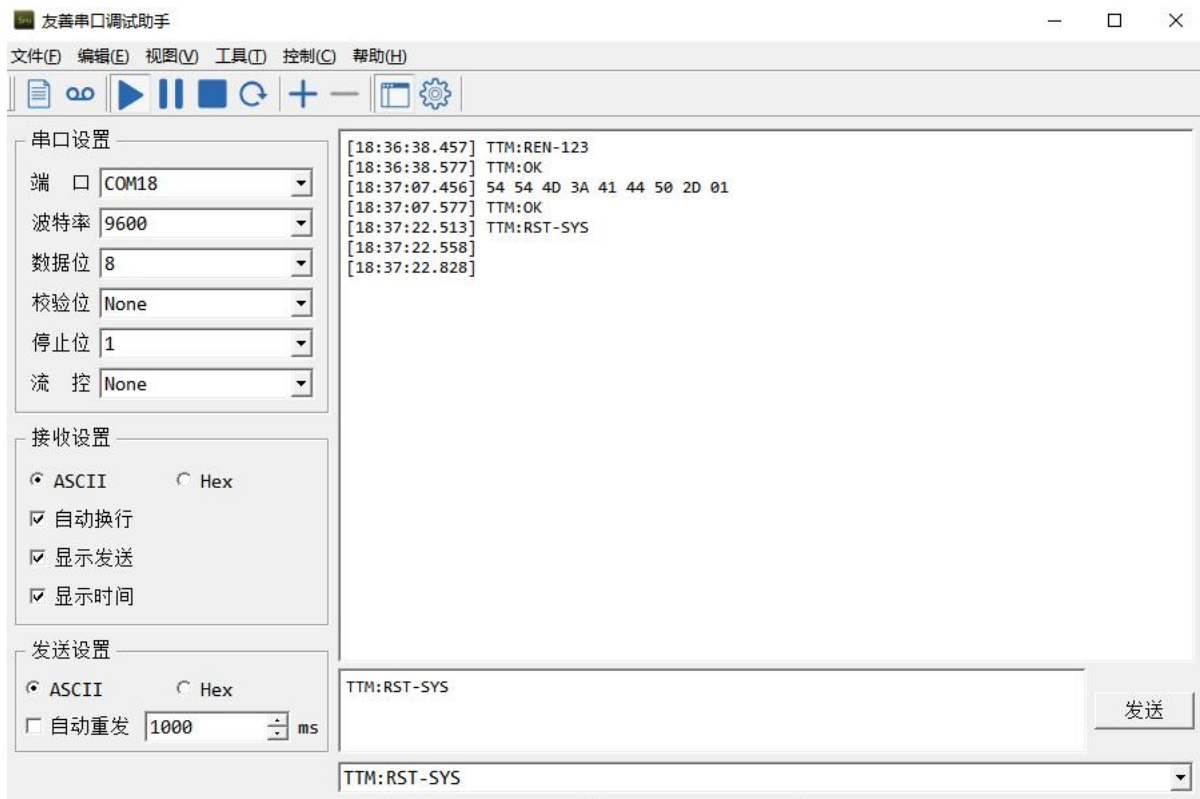 友善串口调试助手
文件(F) 编辑(E) 视图(V) 工具(T) 控制(C) 帮助(H)
串口设置
端 口 COM18
波特率 9600
数据位 8
校验位 None
停止位 1
流 控 None
接收设置
ASCII Hex
自动换行
显示发送
显示时间
发送设置
ASCII Hex
自动重发 1000 ms
[18:36:38.457] TTM:REN-123
[18:36:38.577] TTM:OK
[18:37:07.456] 54 54 4D 3A 41 44 50 2D 01
[18:37:07.577] TTM:OK
[18:37:22.513] TTM:RST-SYS
[18:37:22.558]
[18:37:22.828]
TTM:RST-SYS
发送
TTM:RST-SYS